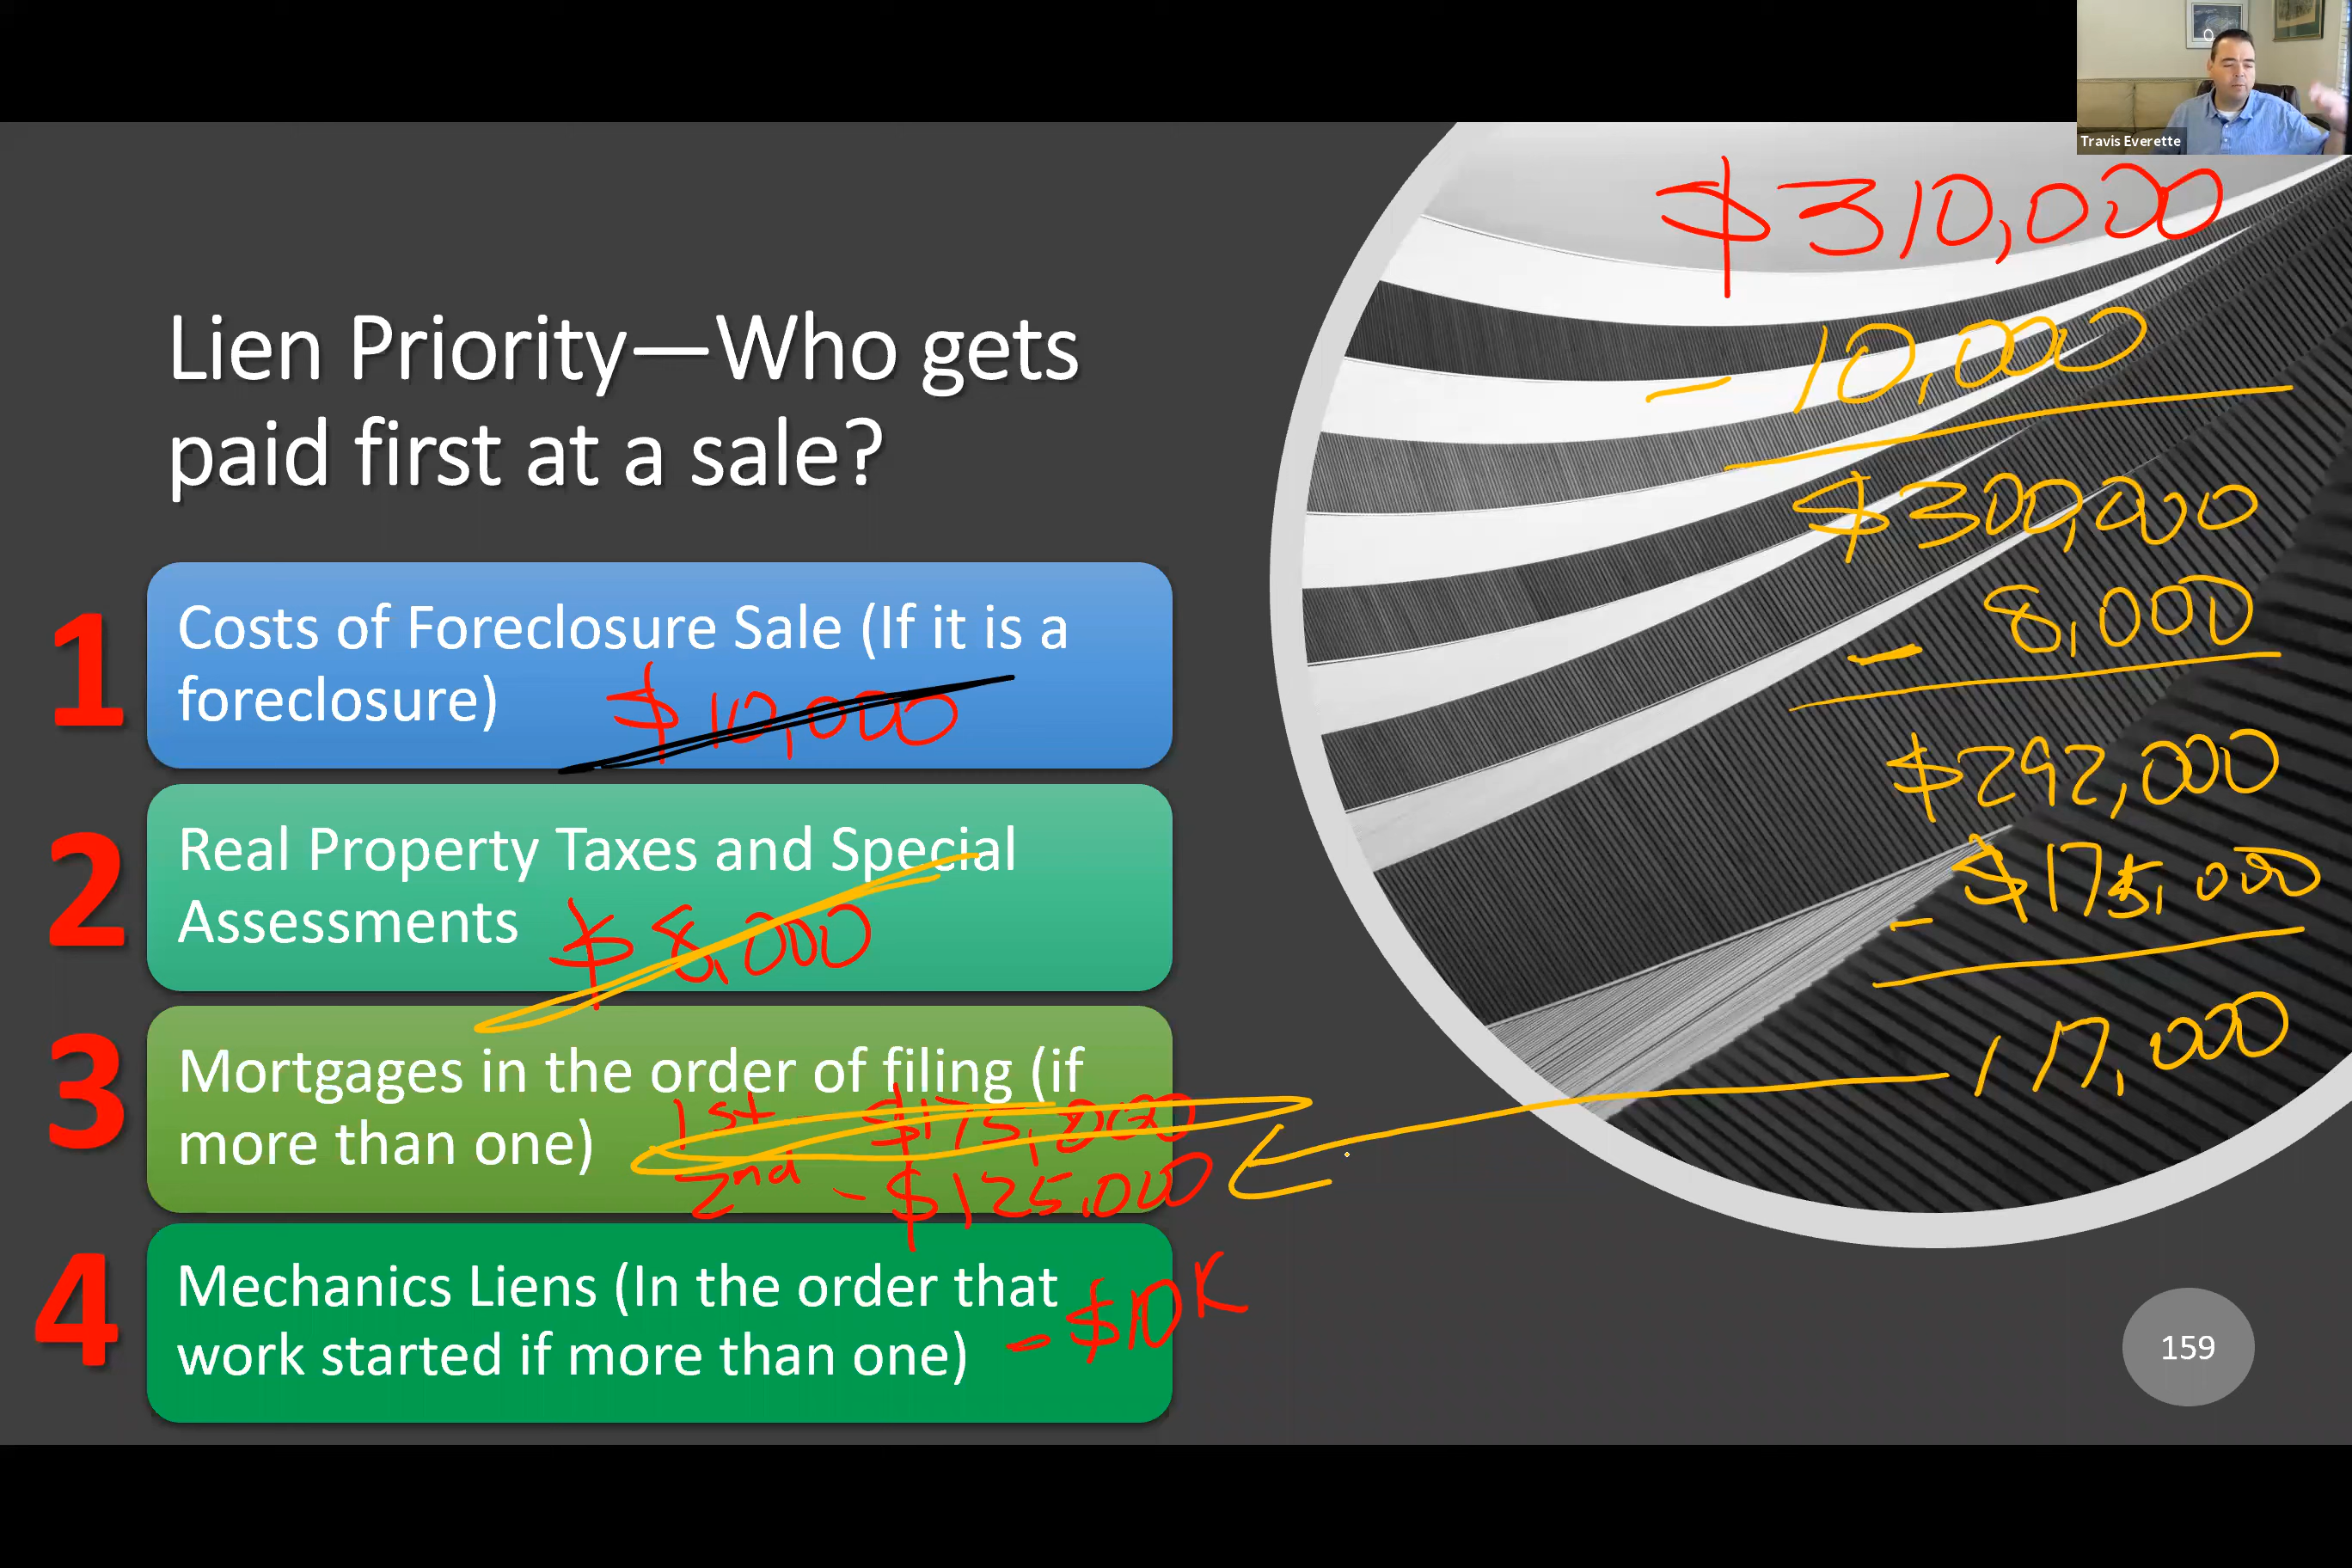 Travis Everette
$310,000
- 10,000
$300,000
- 8,000
$292,000
- $175,000
117,000
Lien Priority—Who gets
paid first at a sale?
1
Costs of Foreclosure Sale (If it is a
foreclosure) $10,000
2
Real Property Taxes and Special
Assessments $8,000
3
Mortgages in the order of filing (if
more than one) 1st - $175,000
2nd - $125,000
4
Mechanics Liens (In the order that
work started if more than one) - $10K
159